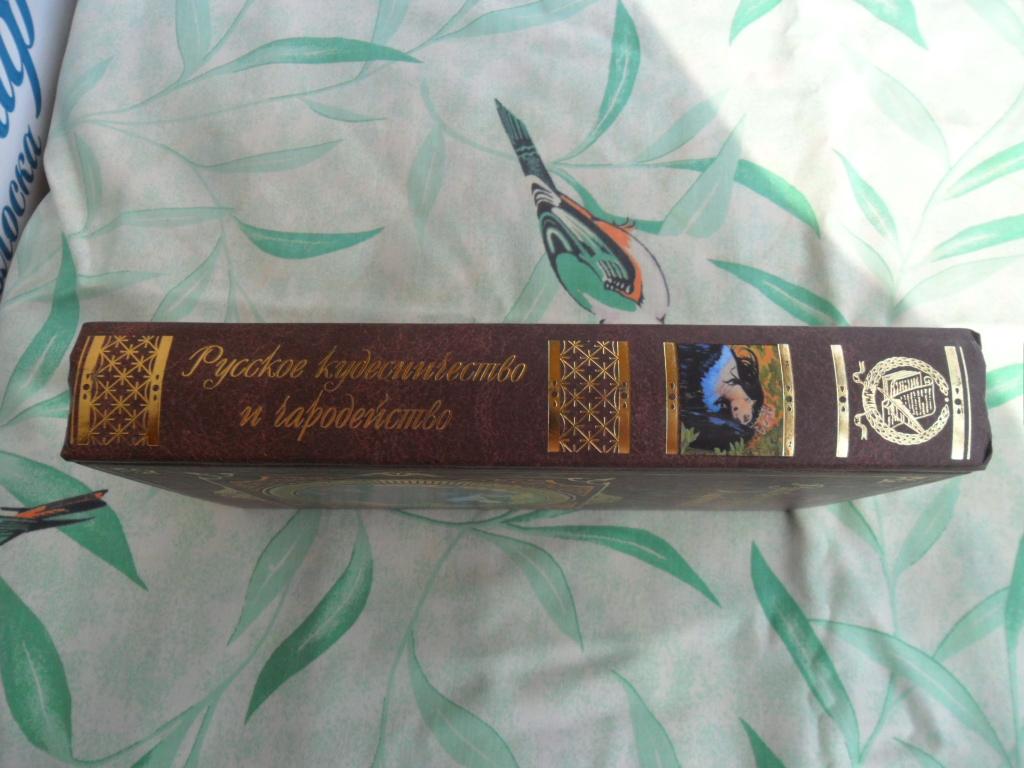 Русское кудесничество
и чародейство